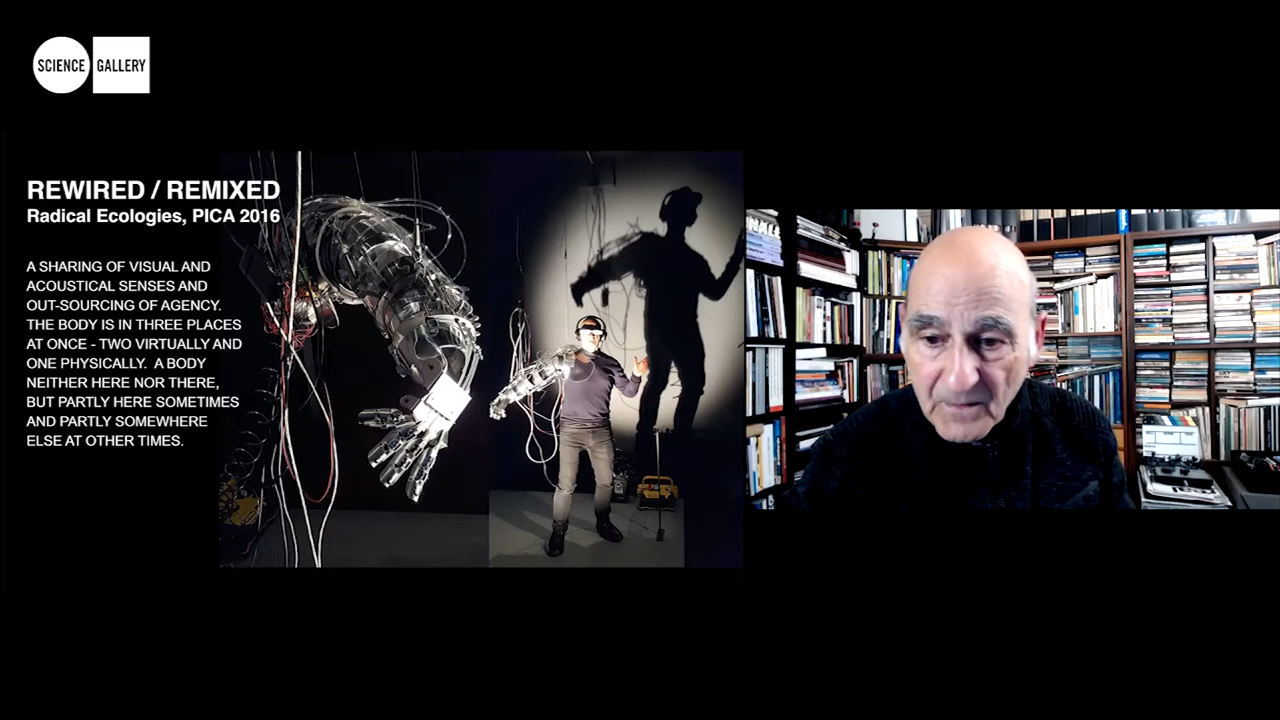 SCIENCE GALLERY
REWIRED / REMIXED
Radical Ecologies, PICA 2016
A SHARING OF VISUAL AND
ACOUSTICAL SENSES AND
OUT-SOURCING OF AGENCY.
THE BODY IS IN THREE PLACES
AT ONCE - TWO VIRTUALLY AND
ONE PHYSICALLY. A BODY
NEITHER HERE NOR THERE,
BUT PARTLY HERE SOMETIMES
AND PARTLY SOMEWHERE
ELSE AT OTHER TIMES.